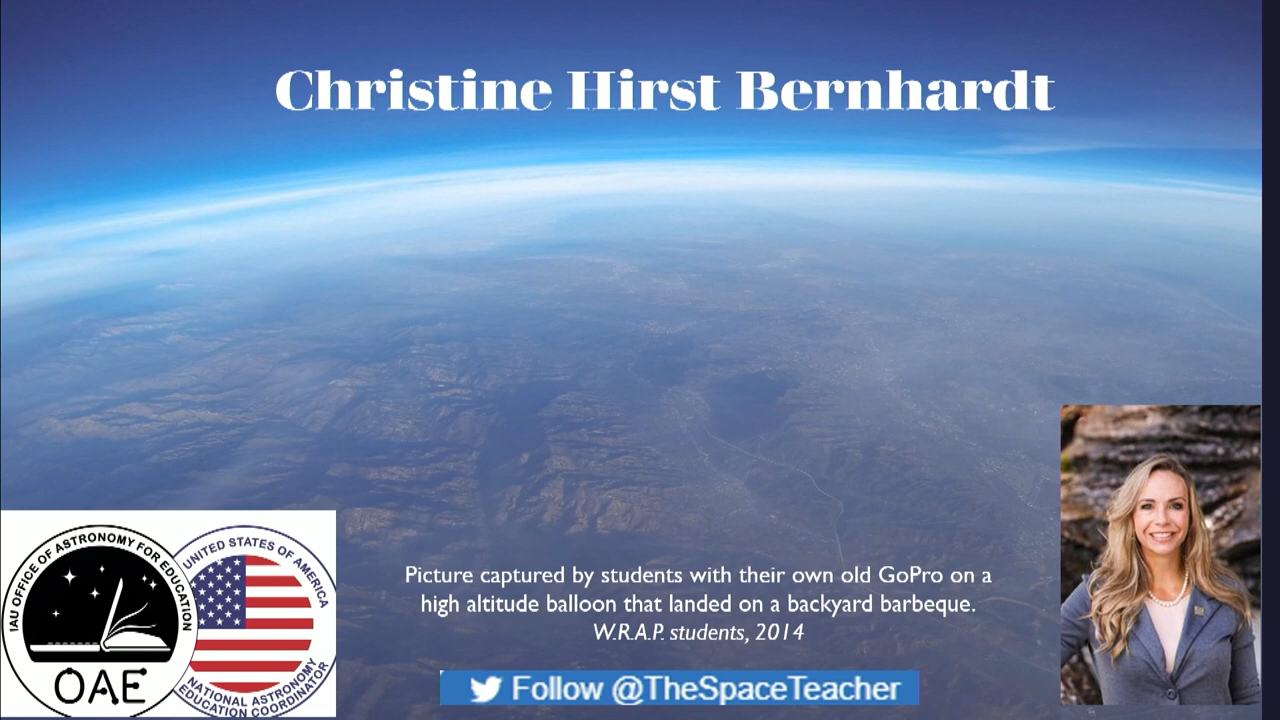 Christine Hirst Bernhardt
Picture captured by students with their own old GoPro on a
high altitude balloon that landed on a backyard barbeque.
W.R.A.P. students, 2014
Follow @TheSpaceTeacher
IAU OFFICE OF ASTRONOMY FOR EDUCATION
OAE
UNITED STATES OF AMERICA
NATIONAL ASTRONOMY
EDUCATION COORDINATOR